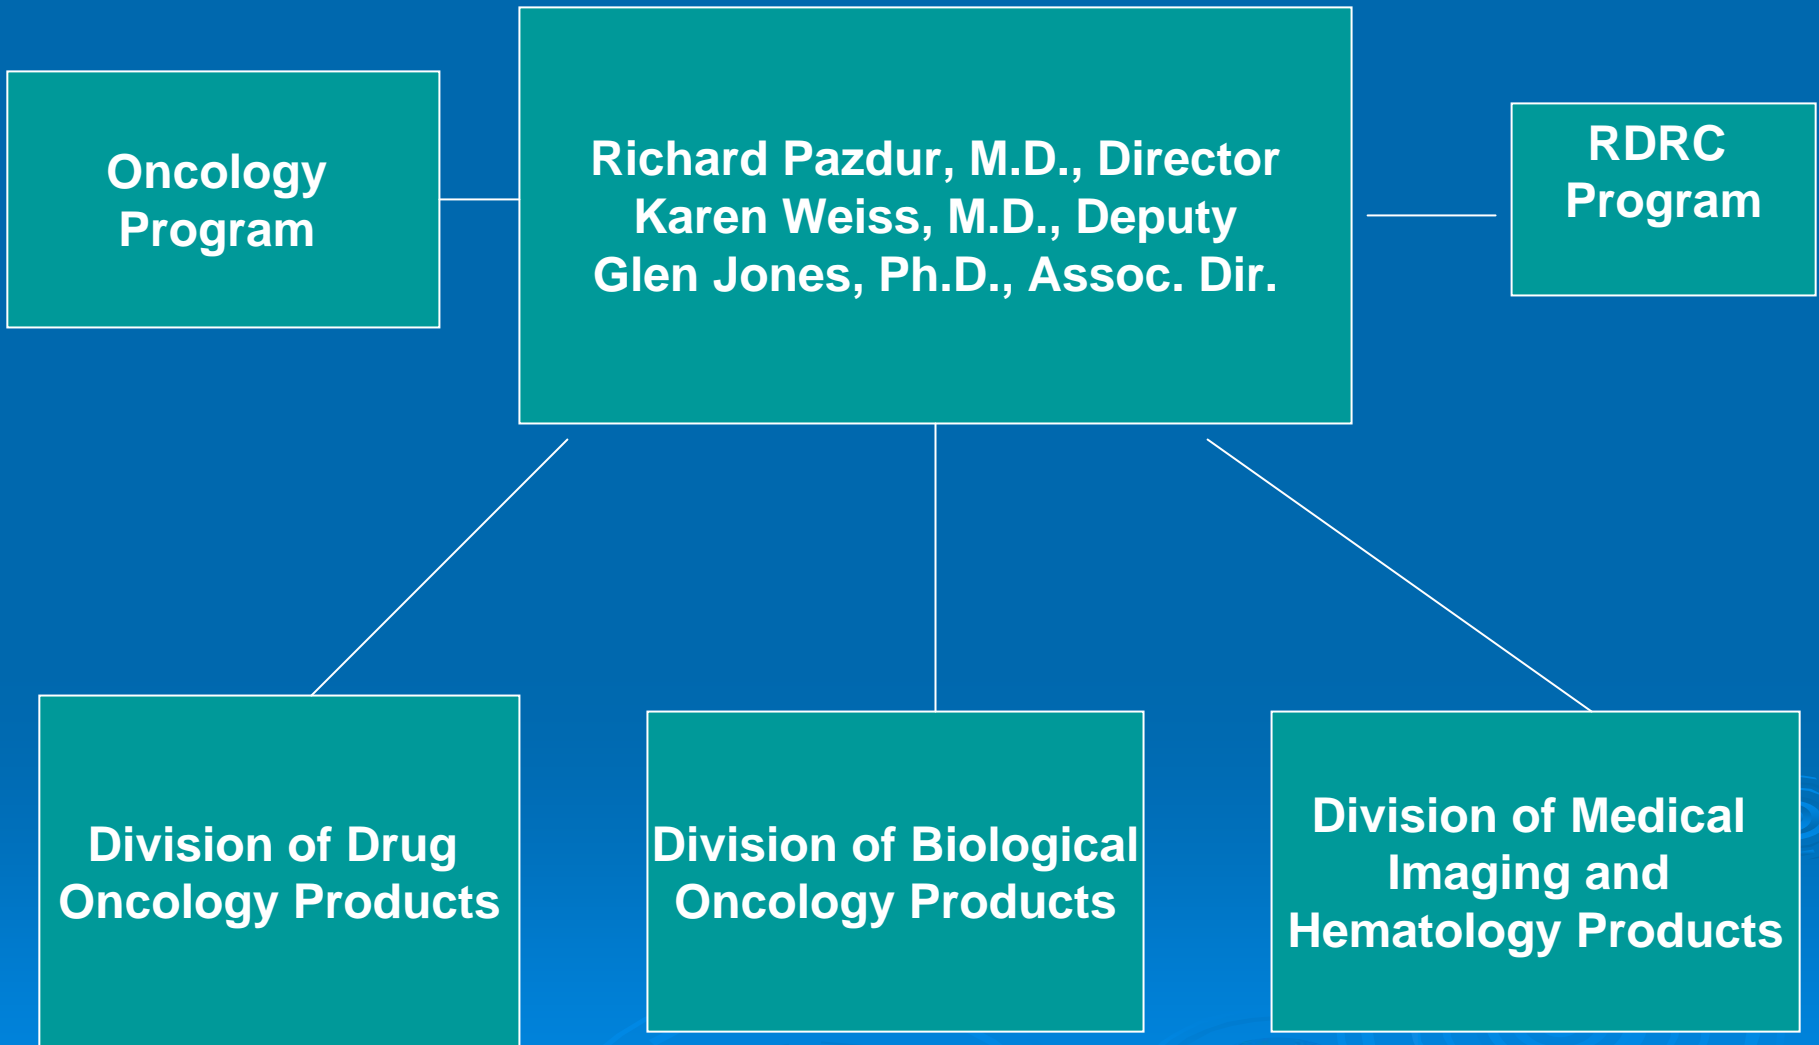 Oncology
Program
Richard Pazdur, M.D., Director
Karen Weiss, M.D., Deputy
Glen Jones, Ph.D., Assoc. Dir.
RDRC
Program
Division of Drug
Oncology Products
Division of Biological
Oncology Products
Division of Medical
Imaging and
Hematology Products